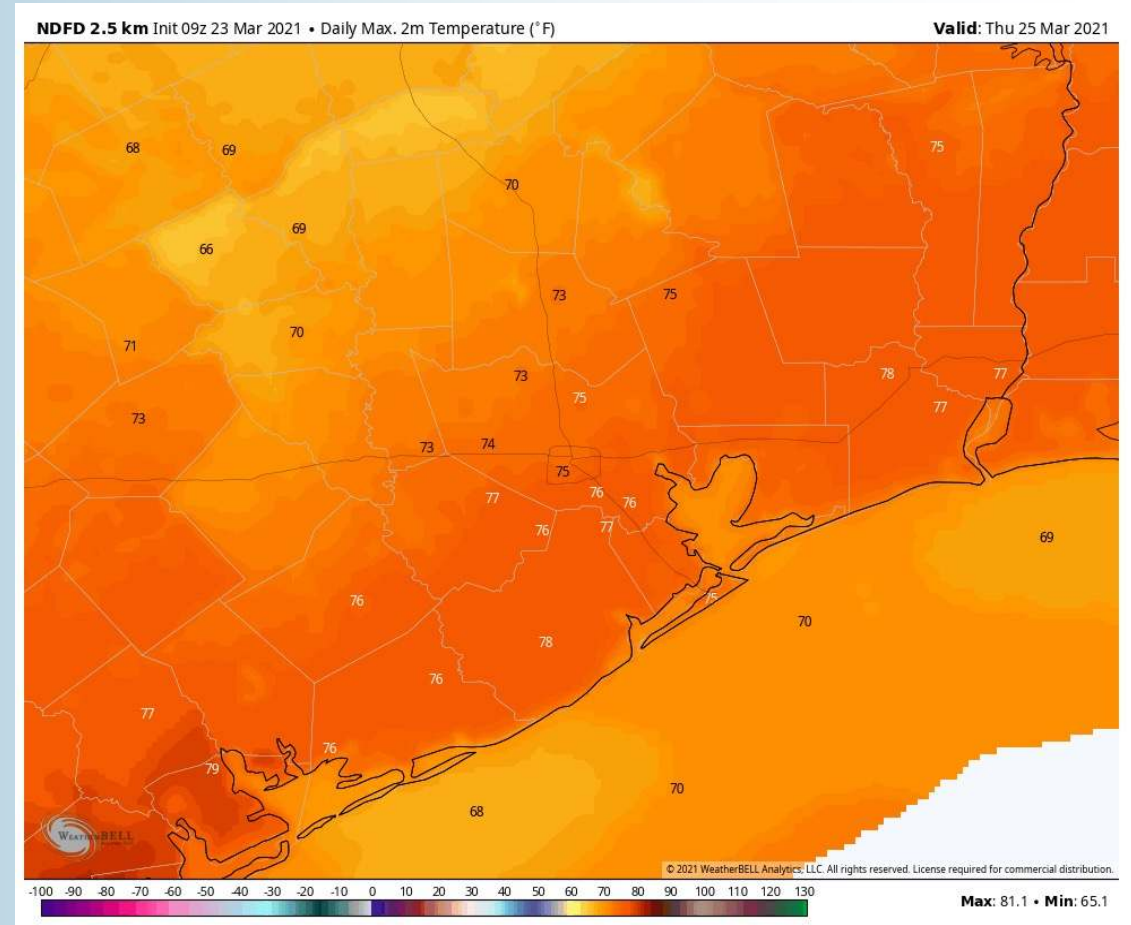 NDFD 2.5 km Init 09z 23 Mar 2021 • Daily Max. 2m Temperature (°F) Valid: Thu 25 Mar 2021
68 69 75
70
66 69
73 75
71 70
73 78 77
73 75 77
73 74
75
77 76 76
76 77
69
76 75
70
78
76
77
76
79
70
68
WEATHERBELL
© 2021 WeatherBELL Analytics, LLC. All rights reserved. License required for commercial distribution.
-100 -90 -80 -70 -60 -50 -40 -30 -20 -10 0 10 20 30 40 50 60 70 80 90 100 110 120 130
Max: 81.1 • Min: 65.1